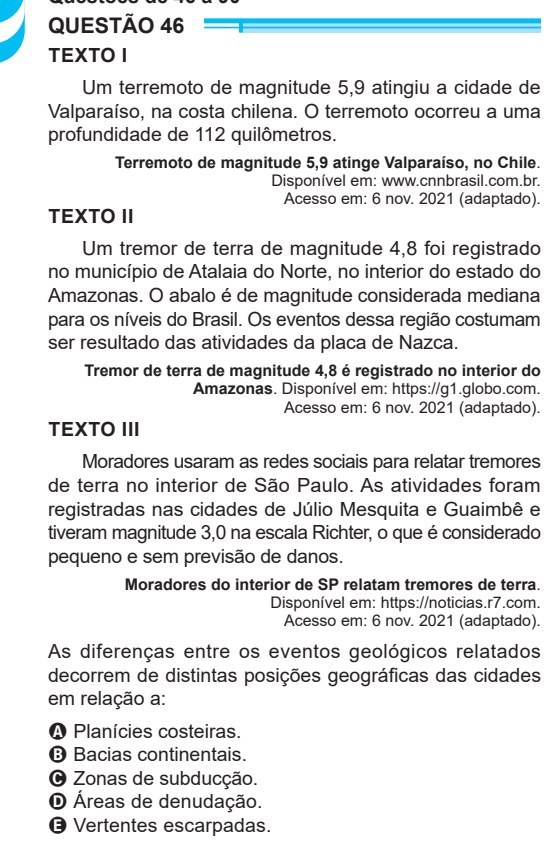 Questões de 46 a 90
QUESTÃO 46
TEXTO I
Um terremoto de magnitude 5,9 atingiu a cidade de
Valparaíso, na costa chilena. O terremoto ocorreu a uma
profundidade de 112 quilômetros.
Terremoto de magnitude 5,9 atinge Valparaíso, no Chile.
Disponível em: www.cnnbrasil.com.br.
Acesso em: 6 nov. 2021 (adaptado).
TEXTO II
Um tremor de terra de magnitude 4,8 foi registrado
no município de Atalaia do Norte, no interior do estado do
Amazonas. O abalo é de magnitude considerada mediana
para os níveis do Brasil. Os eventos dessa região costumam
ser resultado das atividades da placa de Nazca.
Tremor de terra de magnitude 4,8 é registrado no interior do
Amazonas. Disponível em: https://g1.globo.com.
Acesso em: 6 nov. 2021 (adaptado).
TEXTO III
Moradores usaram as redes sociais para relatar tremores
de terra no interior de São Paulo. As atividades foram
registradas nas cidades de Júlio Mesquita e Guaimbê e
tiveram magnitude 3,0 na escala Richter, o que é considerado
pequeno e sem previsão de danos.
Moradores do interior de SP relatam tremores de terra.
Disponível em: https://noticias.r7.com.
Acesso em: 6 nov. 2021 (adaptado).
As diferenças entre os eventos geológicos relatados
decorrem de distintas posições geográficas das cidades
em relação a:
A Planícies costeiras.
B Bacias continentais.
C Zonas de subducção.
D Áreas de denudação.
E Vertentes escarpadas.